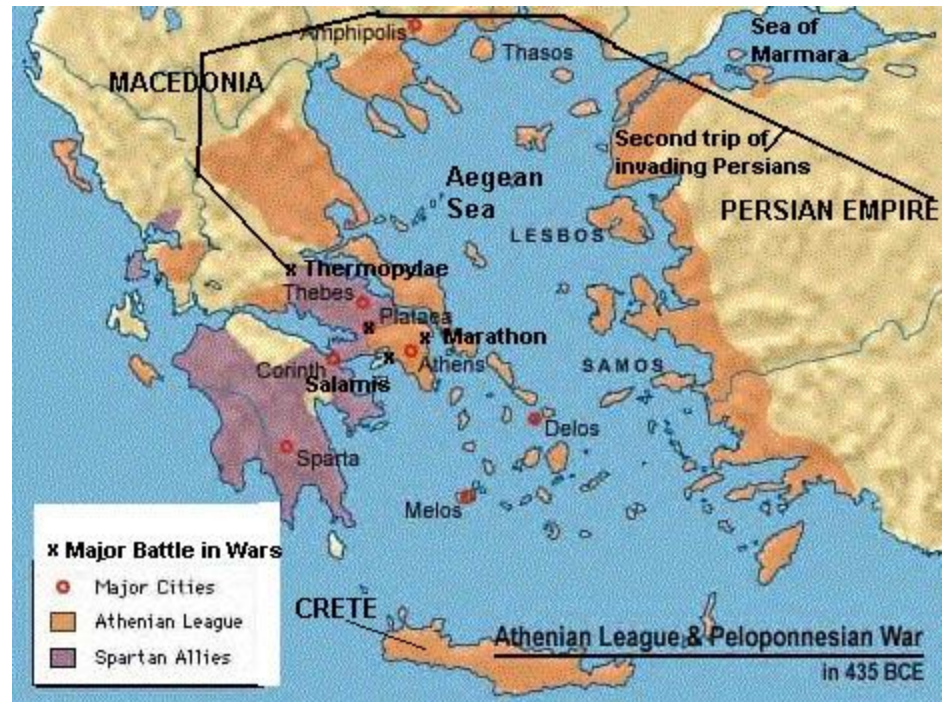 Amphipolis
Thasos
Sea of
Marmara
MACEDONIA
Second trip of
invading Persians
Aegean
Sea
PERSIAN EMPIRE
LESBOS
x Thermopylae
Thebes
Plataea
x
x Marathon
Corinth
x
Athens
SAMOS
Salamis
Delos
Sparta
Melos
x Major Battle in Wars
Major Cities
Athenian League
Spartan Allies
CRETE
Athenian League & Peloponnesian War
in 435 BCE